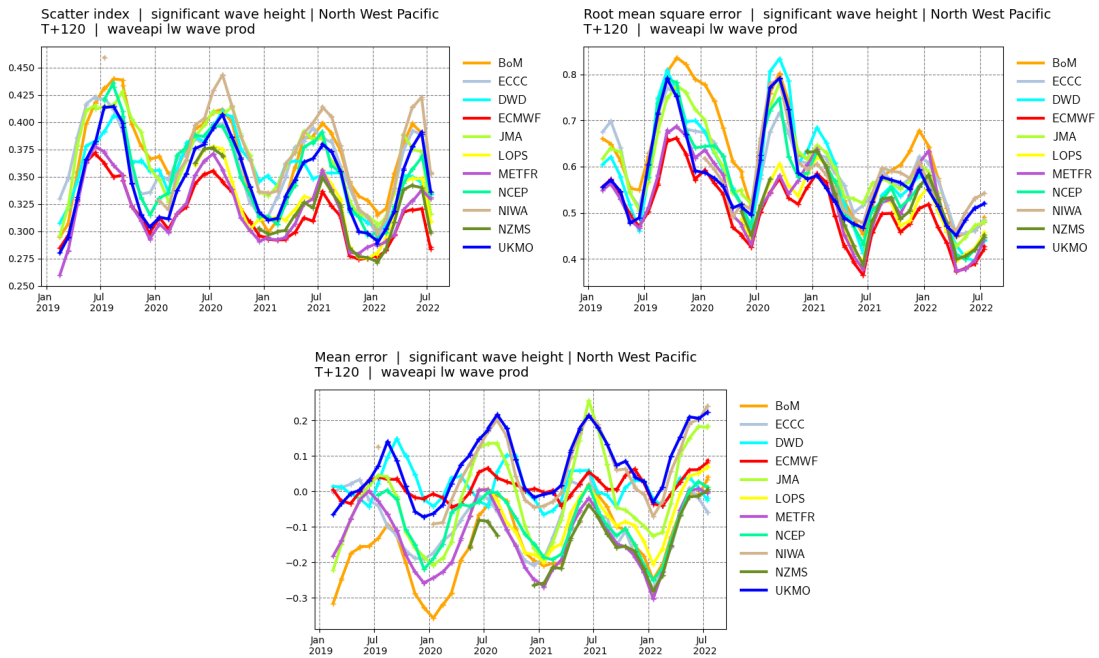 Scatter index | significant wave height | North West Pacific
T+120 | waveapi lw wave prod
0.450
0.425
0.400
0.375
0.350
0.325
0.300
0.275
0.250
Jan
2019
Jul
2019
Jan
2020
Jul
2020
Jan
2021
Jul
2021
Jan
2022
Jul
2022
BoM
ECCC
DWD
ECMWF
JMA
LOPS
METFR
NCEP
NIWA
NZMS
UKMO
Root mean square error | significant wave height | North West Pacific
T+120 | waveapi lw wave prod
0.8
0.7
0.6
0.5
0.4
Jan
2019
Jul
2019
Jan
2020
Jul
2020
Jan
2021
Jul
2021
Jan
2022
Jul
2022
BoM
ECCC
DWD
ECMWF
JMA
LOPS
METFR
NCEP
NIWA
NZMS
UKMO
Mean error | significant wave height | North West Pacific
T+120 | waveapi lw wave prod
0.2
0.1
0.0
−0.1
−0.2
−0.3
Jan
2019
Jul
2019
Jan
2020
Jul
2020
Jan
2021
Jul
2021
Jan
2022
Jul
2022
BoM
ECCC
DWD
ECMWF
JMA
LOPS
METFR
NCEP
NIWA
NZMS
UKMO